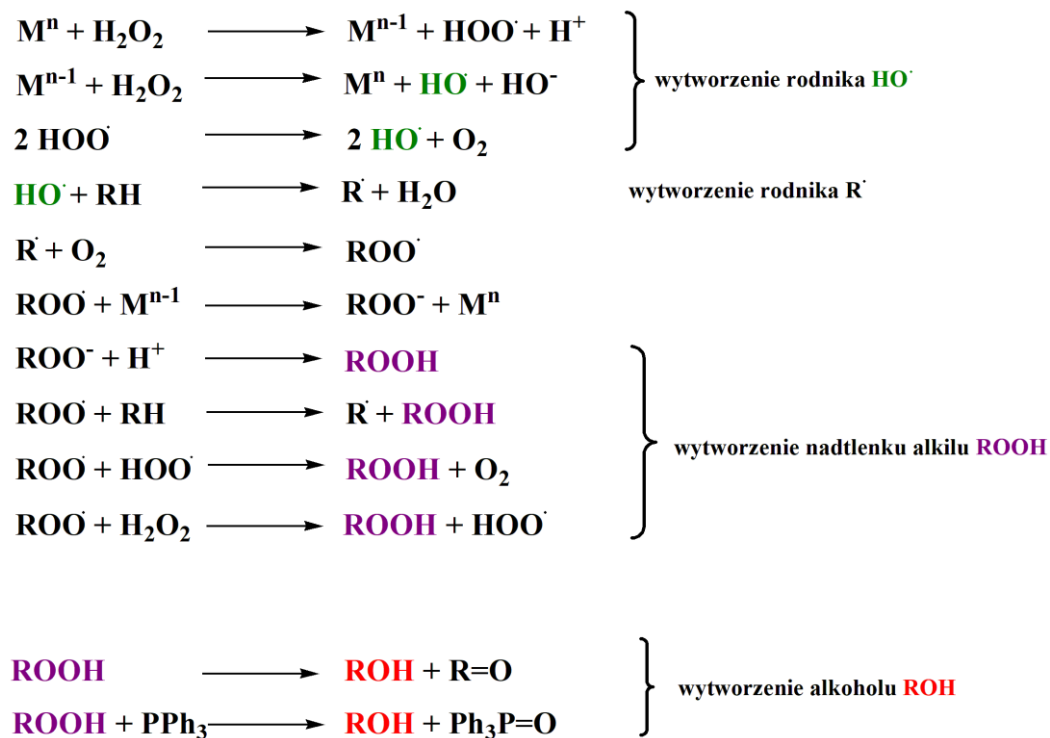 Mⁿ + H₂O₂ ⟶ Mⁿ⁻¹ + HOO˙ + H⁺
Mⁿ⁻¹ + H₂O₂ ⟶ Mⁿ + HO˙ + HO⁻
wytworzenie rodnika HO˙
2 HOO˙ ⟶ 2 HO˙ + O₂
HO˙ + RH ⟶ R˙ + H₂O
wytworzenie rodnika R˙
R˙ + O₂ ⟶ ROO˙
ROO˙ + Mⁿ⁻¹ ⟶ ROO⁻ + Mⁿ
ROO⁻ + H⁺ ⟶ ROOH
ROO˙ + RH ⟶ R˙ + ROOH
wytworzenie nadtlenku alkilu ROOH
ROO˙ + HOO˙ ⟶ ROOH + O₂
ROO˙ + H₂O₂ ⟶ ROOH + HOO˙
ROOH ⟶ ROH + R=O
wytworzenie alkoholu ROH
ROOH + PPh₃ ⟶ ROH + Ph₃P=O